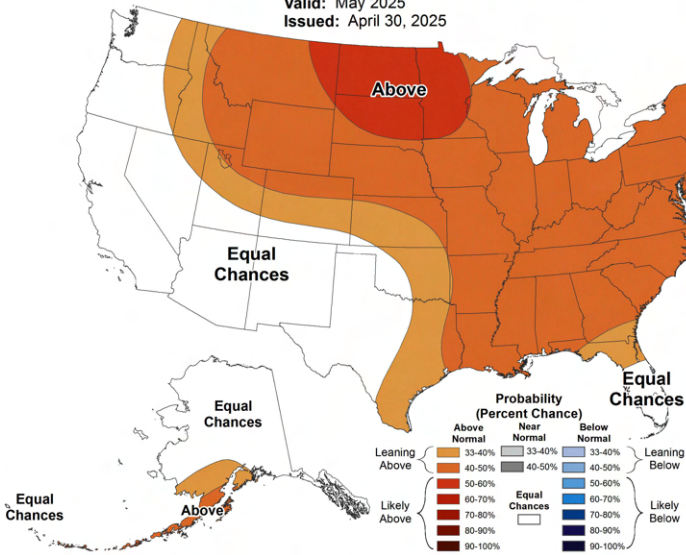 Valid: May 2025
Issued: April 30, 2025
Above
Equal
Chances
Equal
Chances
Equal
Chances
Equal
Chances
Above
Probability
(Percent Chance)
Above
Normal
Near
Normal
Below
Normal
Leaning
Above
33-40%
33-40%
33-40%
Leaning
Below
40-50%
40-50%
40-50%
Likely
Above
50-60%
50-60%
Likely
Below
60-70%
Equal
Chances
60-70%
70-80%
70-80%
80-90%
80-90%
90-100%
90-100%